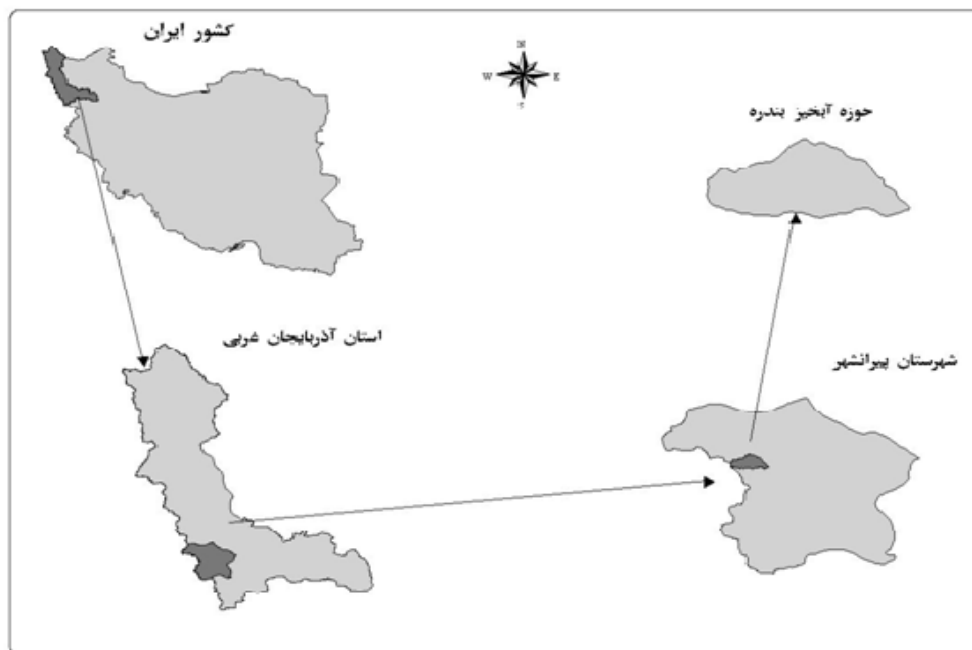 کشور ایران
N
W E
S
حوزه آبخیز بندره
استان آذربایجان غربی
شهرستان پیرانشهر